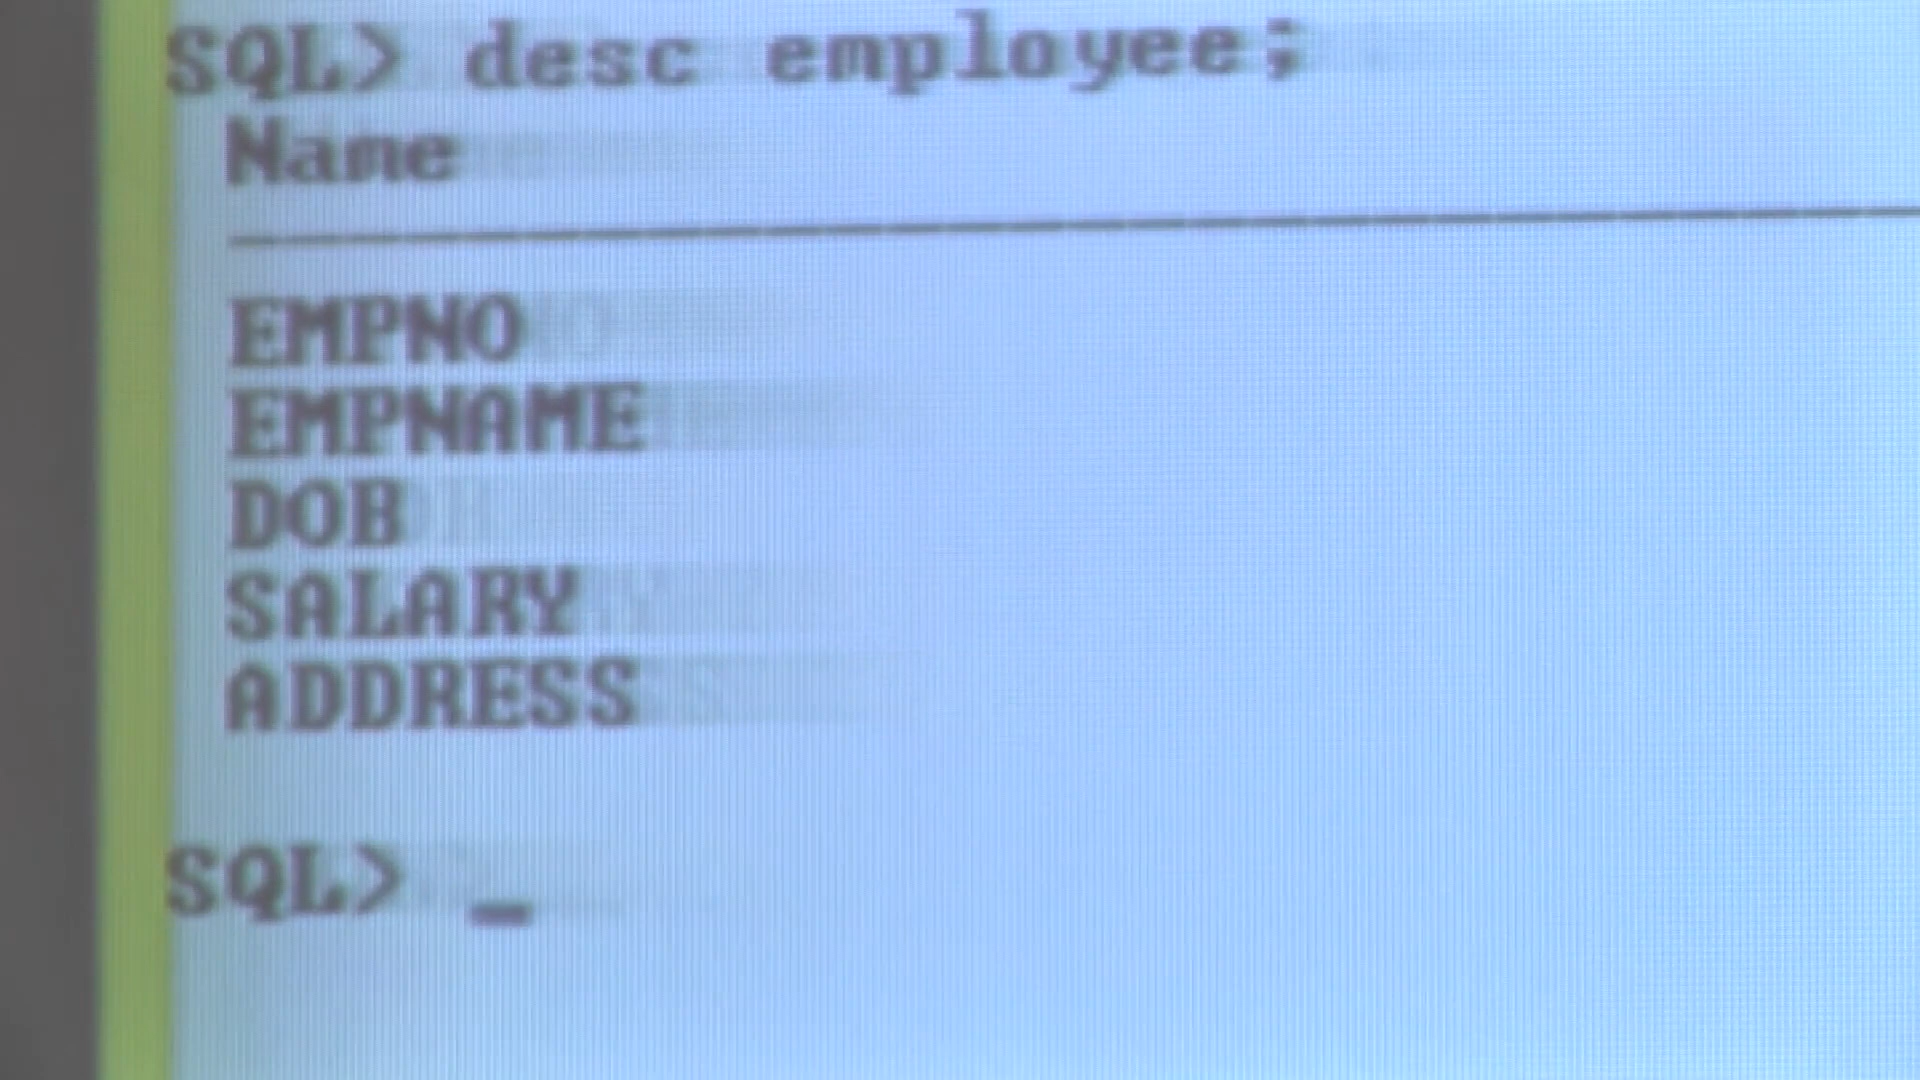 SQL> desc employee;
Name
EMPNO
EMPNAME
DOB
SALARY
ADDRESS
SQL> _